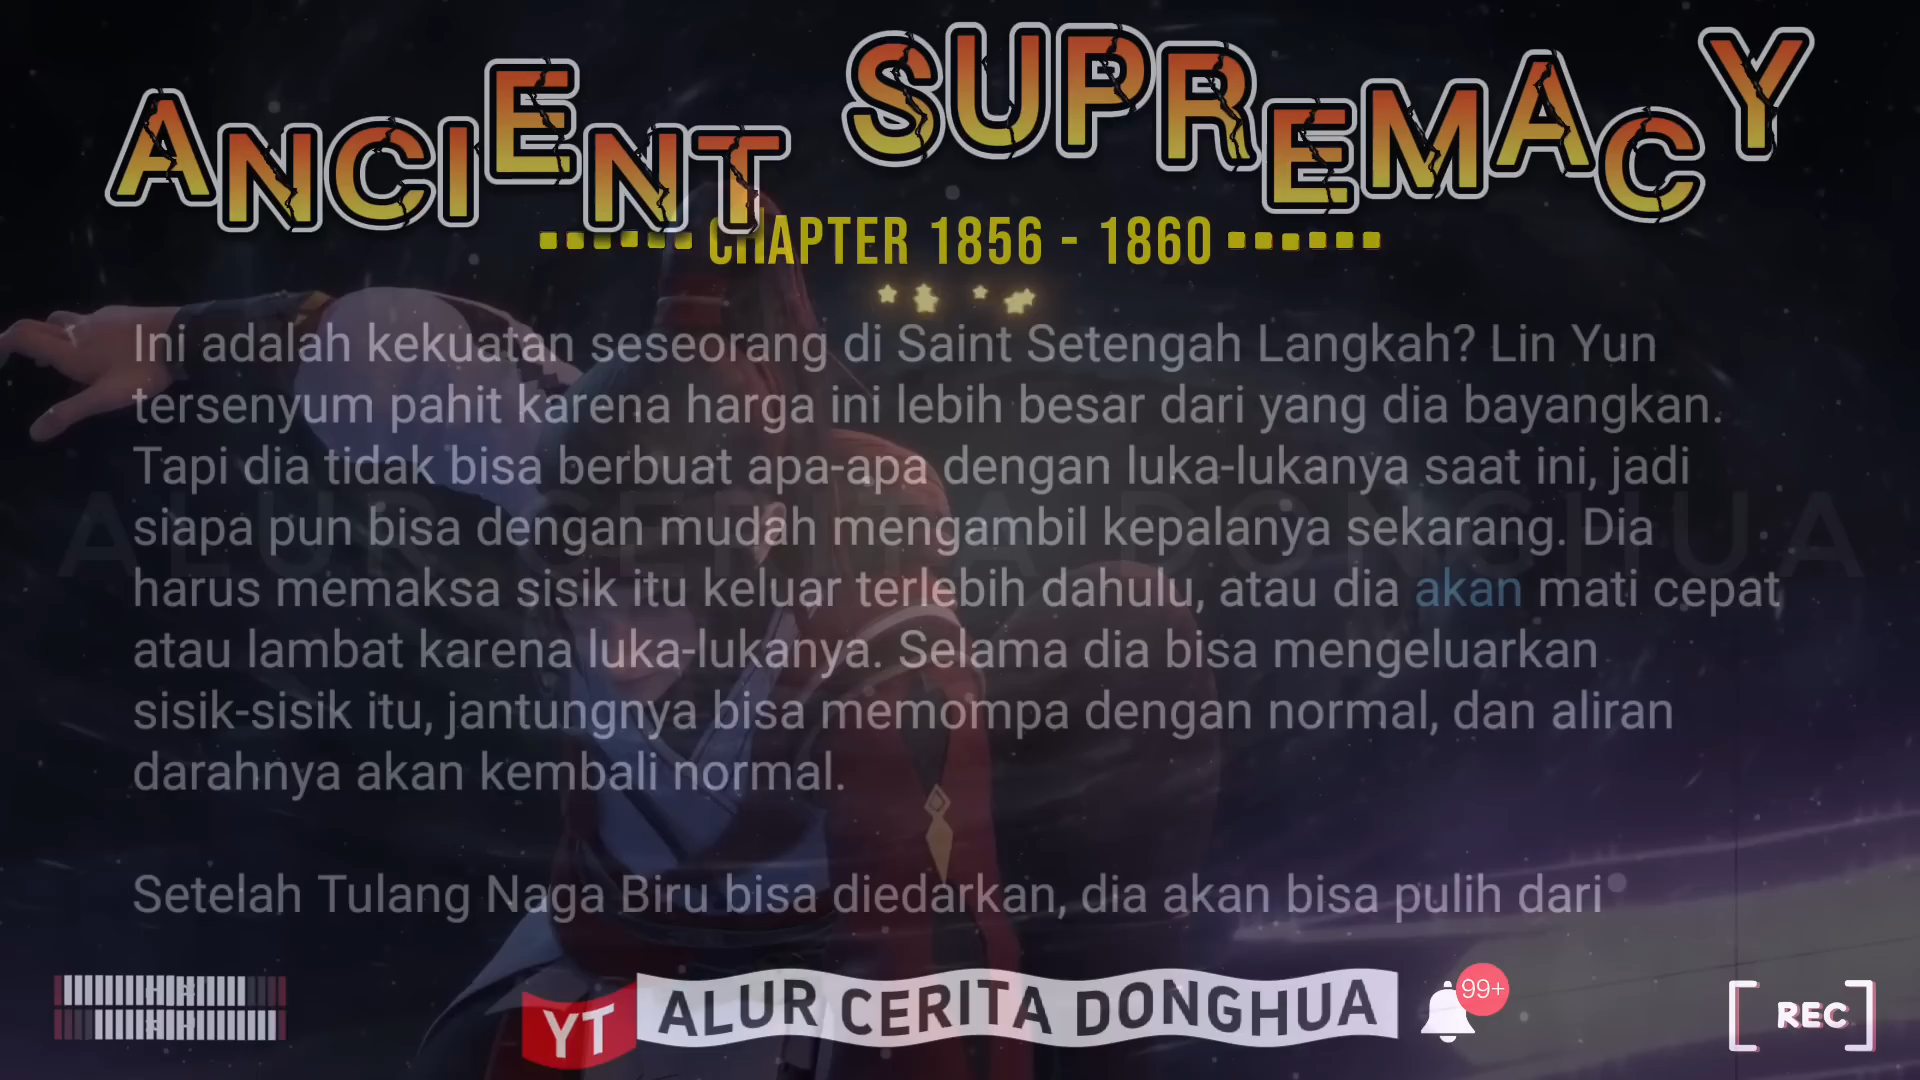 ANCIENT SUPREMACY
CHAPTER 1856 - 1860
Ini adalah kekuatan seseorang di Saint Setengah Langkah? Lin Yun
tersenyum pahit karena harga ini lebih besar dari yang dia bayangkan.
Tapi dia tidak bisa berbuat apa-apa dengan luka-lukanya saat ini, jadi
siapa pun bisa dengan mudah mengambil kepalanya sekarang. Dia
harus memaksa sisik itu keluar terlebih dahulu, atau dia akan mati cepat
atau lambat karena luka-lukanya. Selama dia bisa mengeluarkan
sisik-sisik itu, jantungnya bisa memompa dengan normal, dan aliran
darahnya akan kembali normal.
Setelah Tulang Naga Biru bisa diedarkan, dia akan bisa pulih dari
ALUR CERITA DONGHUA
YT ALUR CERITA DONGHUA
99+
REC